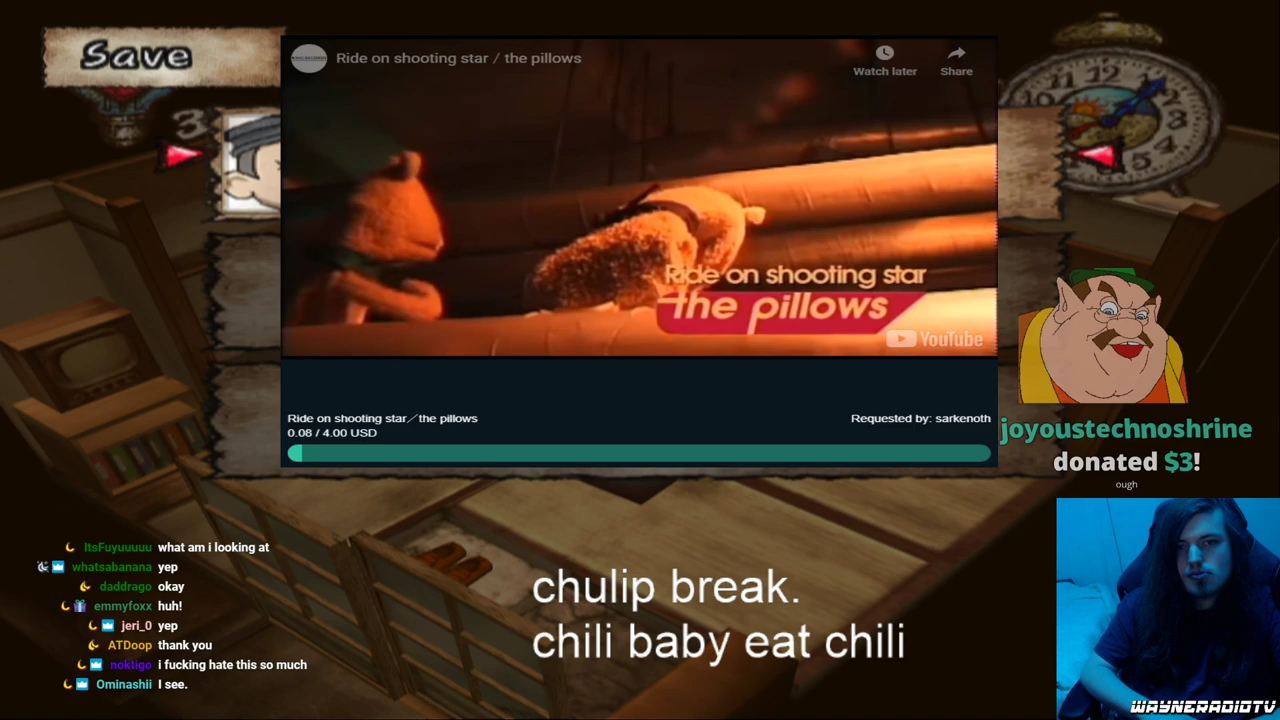 Save
3
Ride on shooting star / the pillows
Watch later
Share
Ride on shooting star
the pillows
YouTube
Ride on shooting star／the pillows
Requested by: sarkenoth
0.08 / 4.00 USD
joyoustechnoshrine
donated $3!
ough
ItsFuyuuuuu what am i looking at
whatsabanana yep
daddrago okay
emmyfoxx huh!
jeri_0 yep
ATDoop thank you
noktigo i fucking hate this so much
Ominashii I see.
chulip break.
chili baby eat chili
WAYNERADIOTV